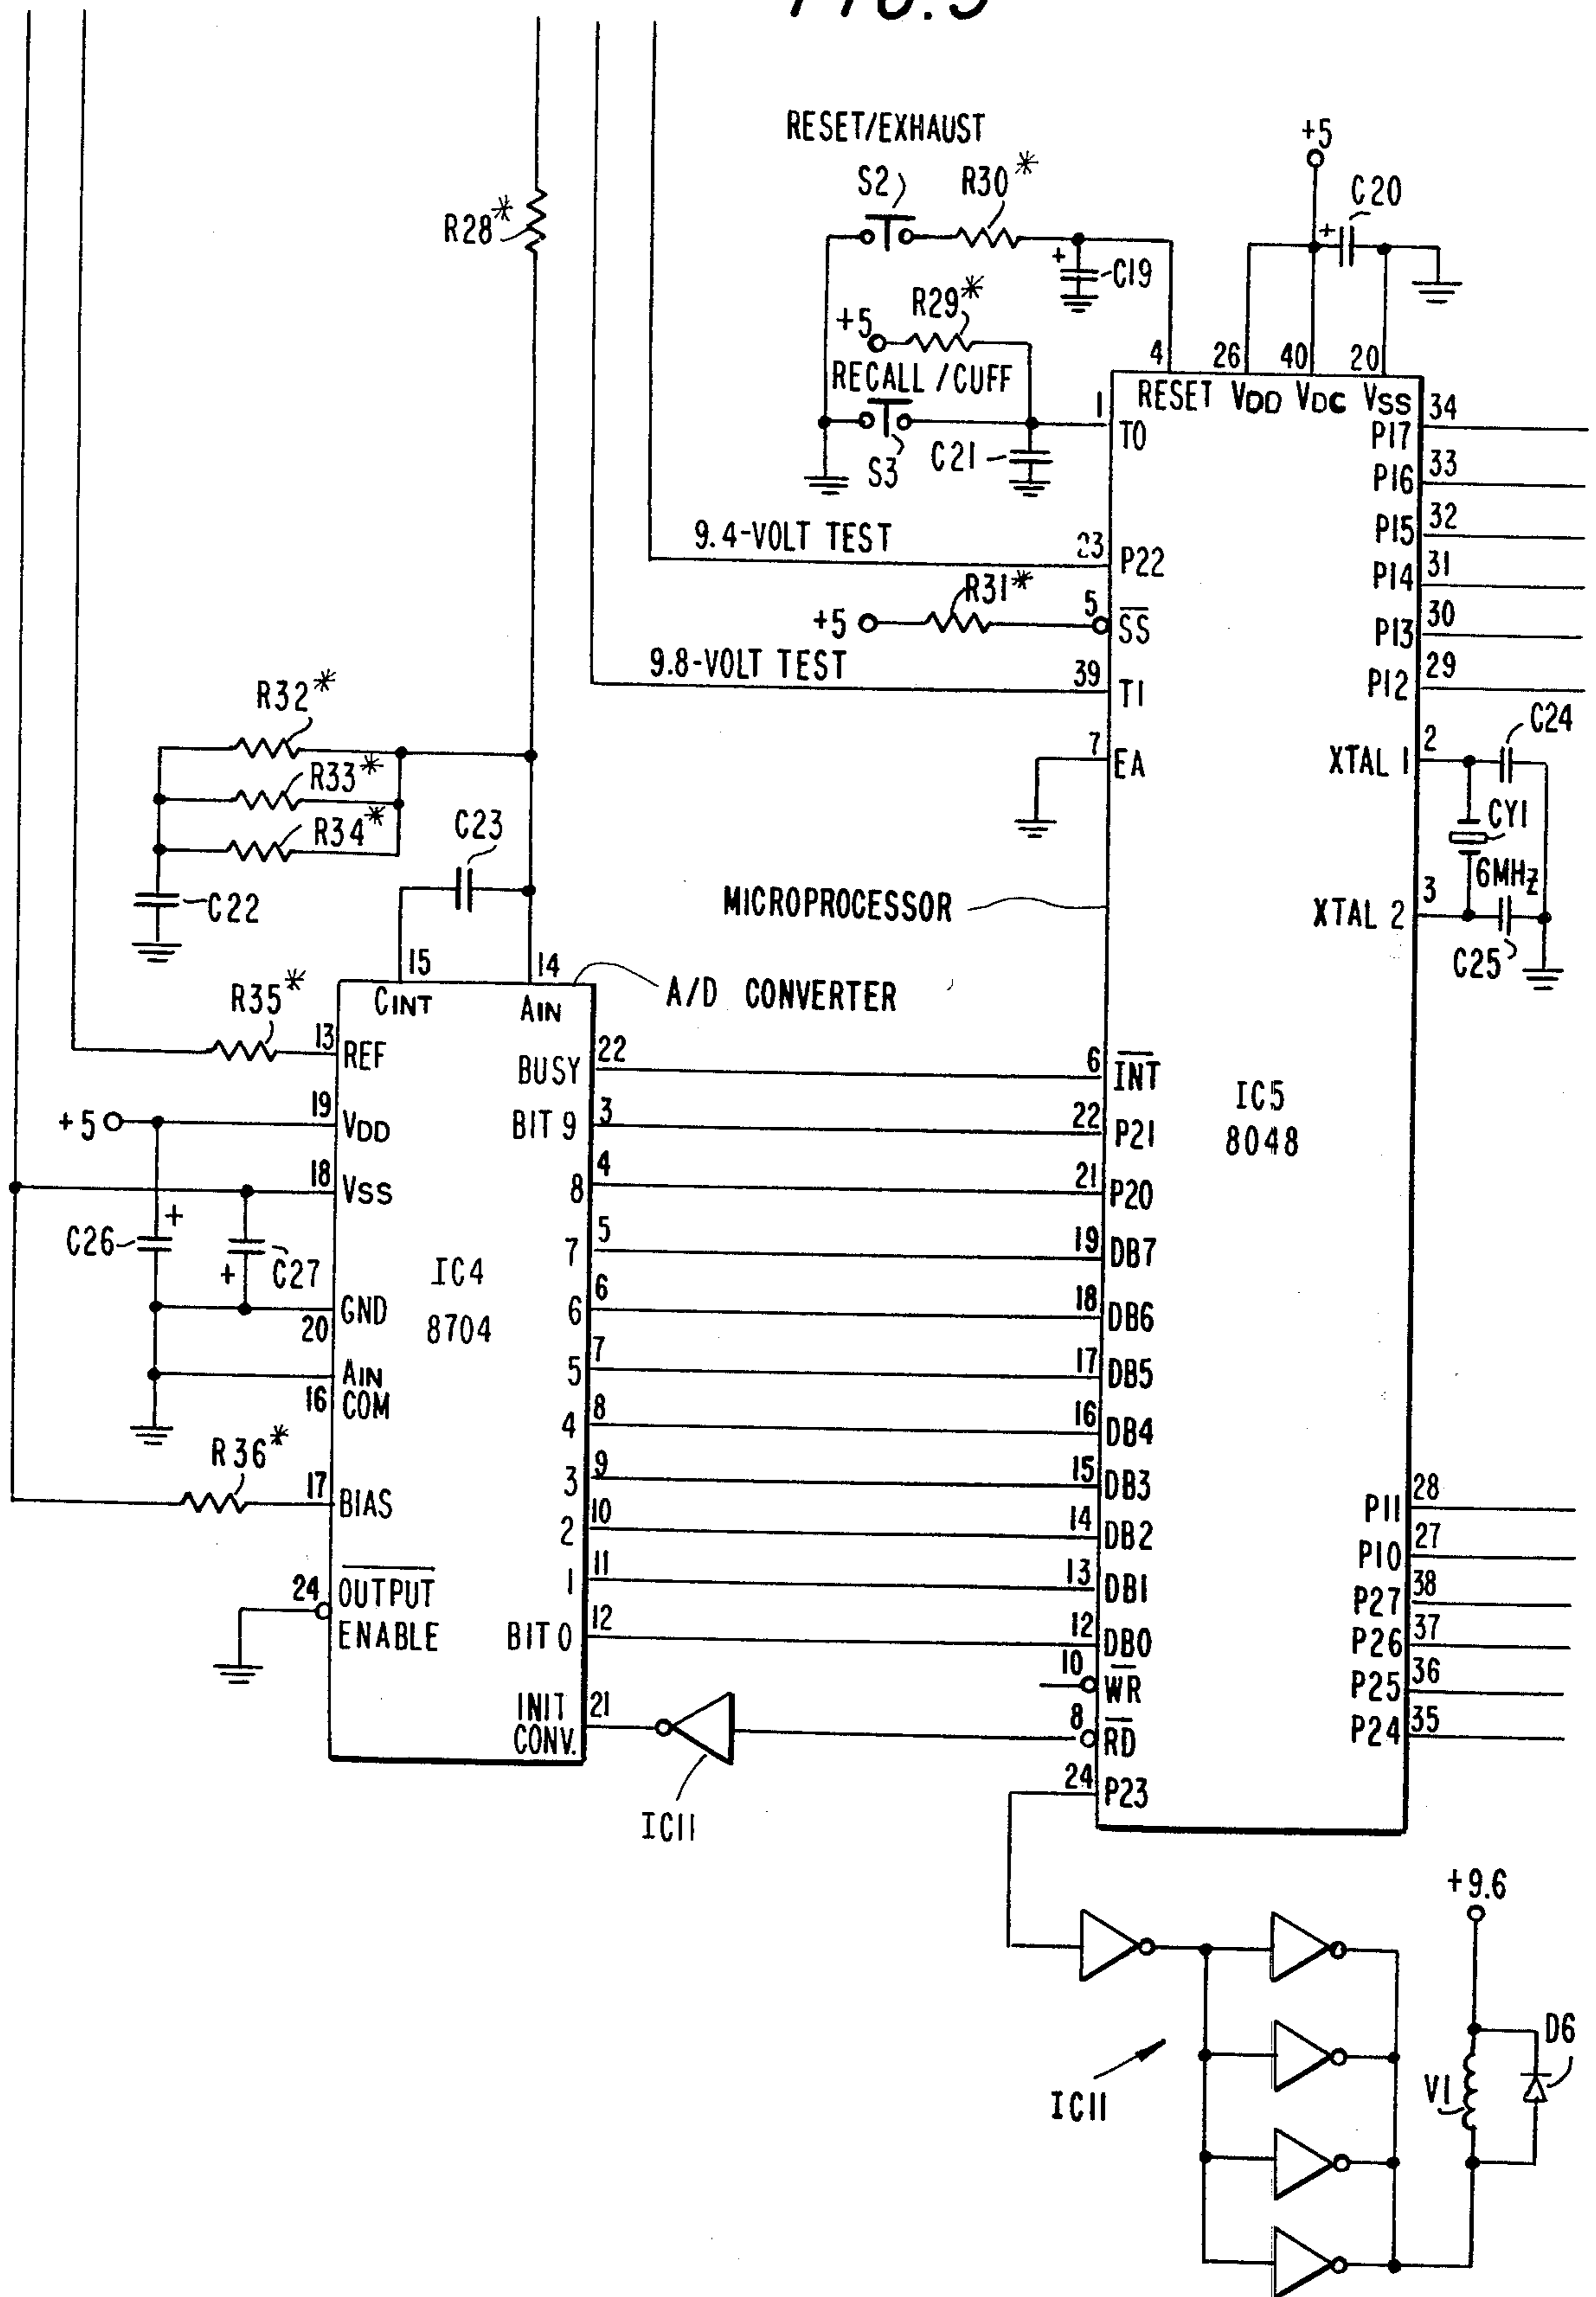 FIG. 5
RESET/EXHAUST
+5
S2
R30*
C20
R28*
+
+
C19
R29*
+5
4
26
40
20
RECALL/CUFF
RESET VDD VDC VSS
34
1
T0
P17
S3
C21
33
P16
32
P15
9.4-VOLT TEST
23
P22
31
P14
R31*
+5
5
SS
30
P13
9.8-VOLT TEST
39
T1
29
P12
R32*
C24
7
EA
2
XTAL 1
R33*
R34*
C23
CY1
6MHz
C22
MICROPROCESSOR
3
XTAL 2
C25
15
14
CINT
AIN
A/D CONVERTER
R35*
13
REF
BUSY
22
6
INT
+5
19
VDD
BIT 9
3
22
P21
IC5
8048
18
VSS
8
4
21
P20
C26
+
+
C27
7
5
19
DB7
IC4
8704
GND
20
6
6
18
DB6
AIN
COM
16
5
7
17
DB5
4
8
16
DB4
R36*
17
BIAS
3
9
15
DB3
28
P11
2
10
14
DB2
27
P10
24
OUTPUT
ENABLE
1
11
13
DB1
38
P27
BIT 0
12
12
DB0
37
P26
10
WR
36
P25
INIT
CONV.
21
8
RD
35
P24
24
P23
IC11
+9.6
D6
V1
IC11